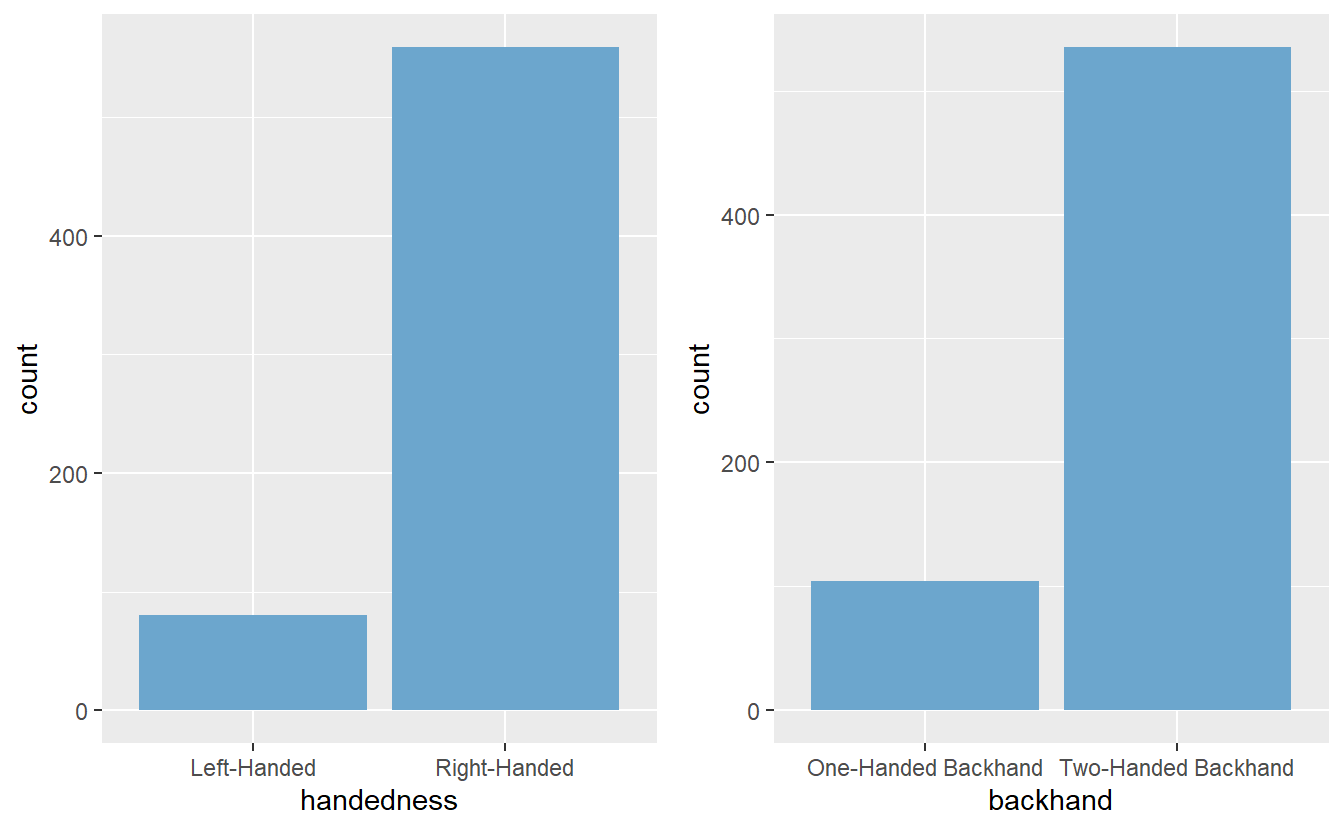 count
400
200
0
Left-Handed
Right-Handed
handedness
count
400
200
0
One-Handed Backhand
Two-Handed Backhand
backhand